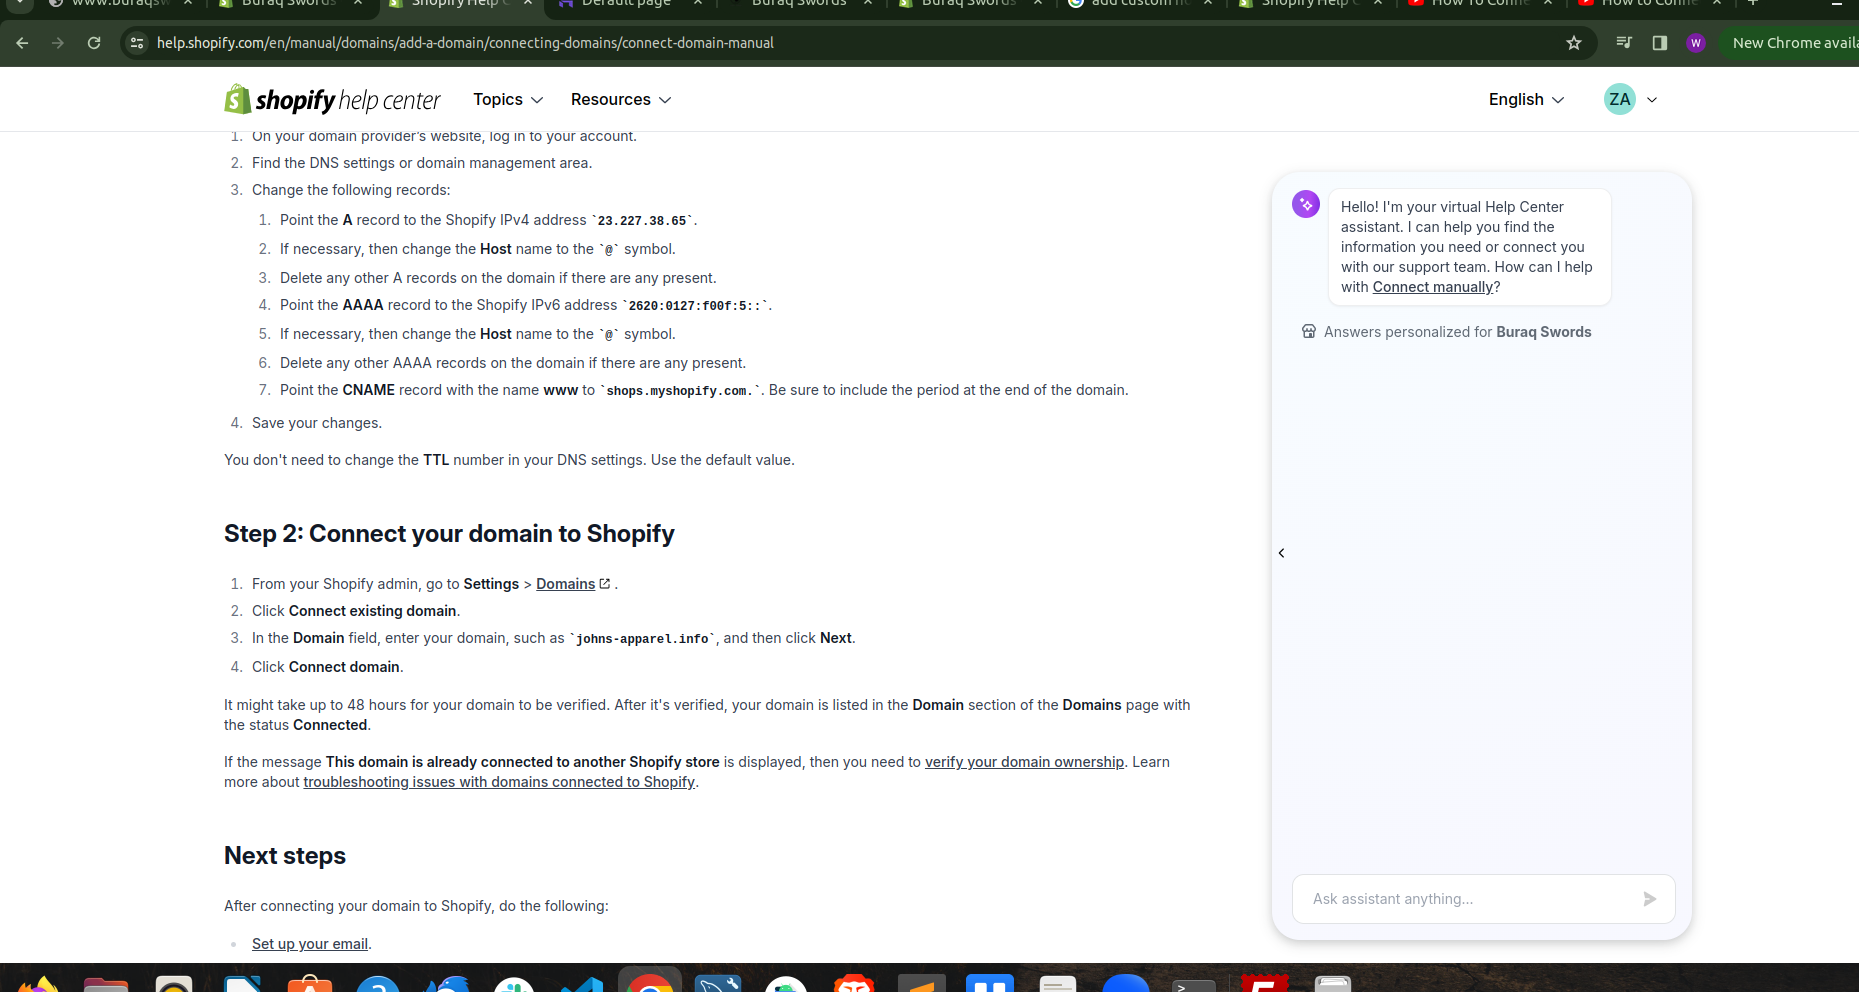 www.buraqsw
Buraq Swords
Shopify Help C
Default page
Buraq Swords
Buraq Swords
add custom
Shopify Help C
How To Conne
How to Conne
help.shopify.com/en/manual/domains/add-a-domain/connecting-domains/connect-domain-manual
W
New Chrome availa
shopify help center
Topics
Resources
English
ZA
1. On your domain provider's website, log in to your account.
2. Find the DNS settings or domain management area.
3. Change the following records:
1. Point the A record to the Shopify IPv4 address `23.227.38.65`.
2. If necessary, then change the Host name to the `@` symbol.
3. Delete any other A records on the domain if there are any present.
4. Point the AAAA record to the Shopify IPv6 address `2620:0127:f00f:5::`.
5. If necessary, then change the Host name to the `@` symbol.
6. Delete any other AAAA records on the domain if there are any present.
7. Point the CNAME record with the name www to `shops.myshopify.com.`. Be sure to include the period at the end of the domain.
4. Save your changes.
You don't need to change the TTL number in your DNS settings. Use the default value.
Step 2: Connect your domain to Shopify
1. From your Shopify admin, go to Settings > Domains .
2. Click Connect existing domain.
3. In the Domain field, enter your domain, such as `johns-apparel.info`, and then click Next.
4. Click Connect domain.
It might take up to 48 hours for your domain to be verified. After it's verified, your domain is listed in the Domain section of the Domains page with
the status Connected.
If the message This domain is already connected to another Shopify store is displayed, then you need to verify your domain ownership. Learn
more about troubleshooting issues with domains connected to Shopify.
Next steps
After connecting your domain to Shopify, do the following:
Set up your email.
Hello! I'm your virtual Help Center
assistant. I can help you find the
information you need or connect you
with our support team. How can I help
with Connect manually?
Answers personalized for Buraq Swords
Ask assistant anything...